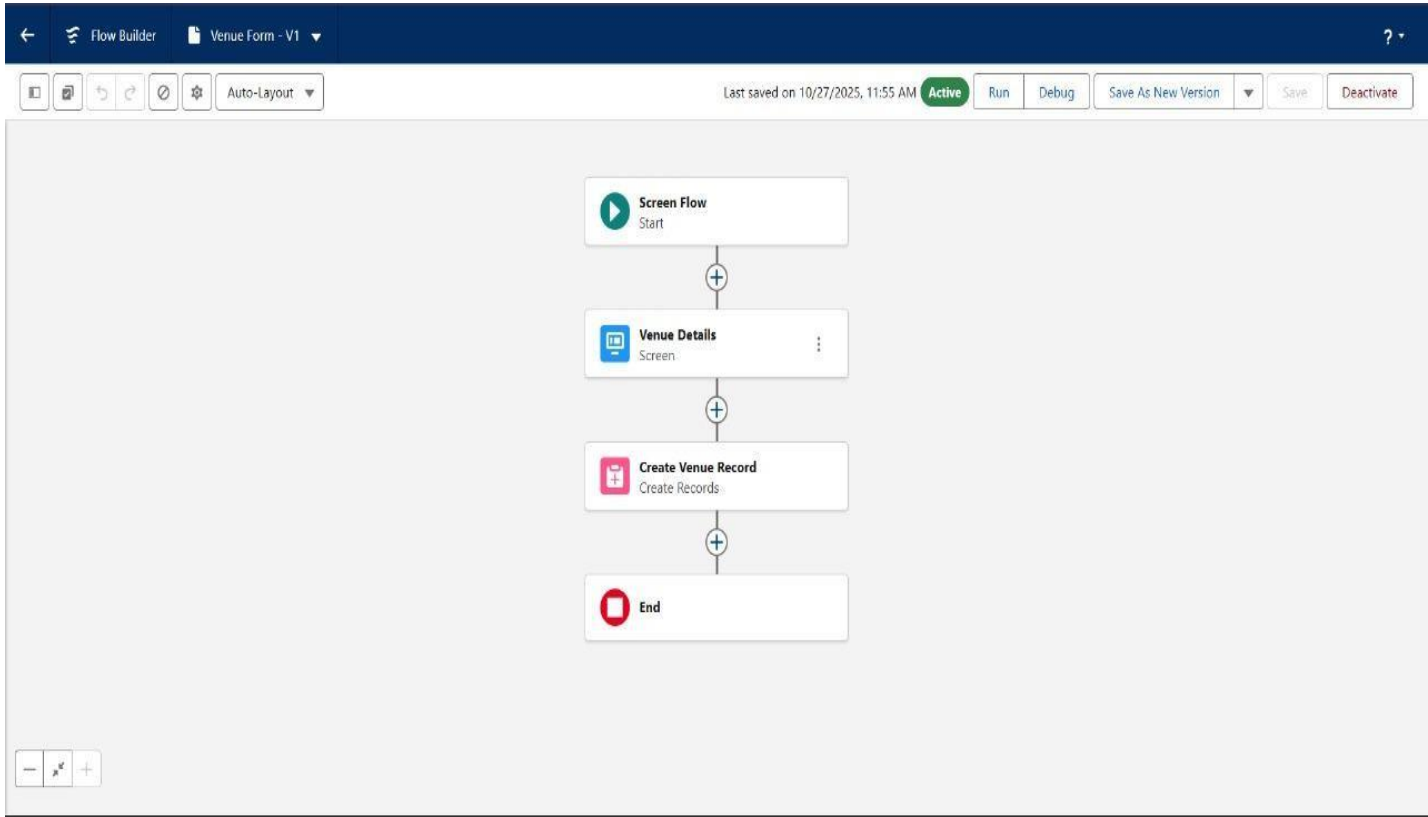 Flow Builder
Venue Form - V1
?
Auto-Layout
Last saved on 10/27/2025, 11:55 AM
Active
Run
Debug
Save As New Version
Save
Deactivate
Screen Flow
Start
Venue Details
Screen
Create Venue Record
Create Records
End